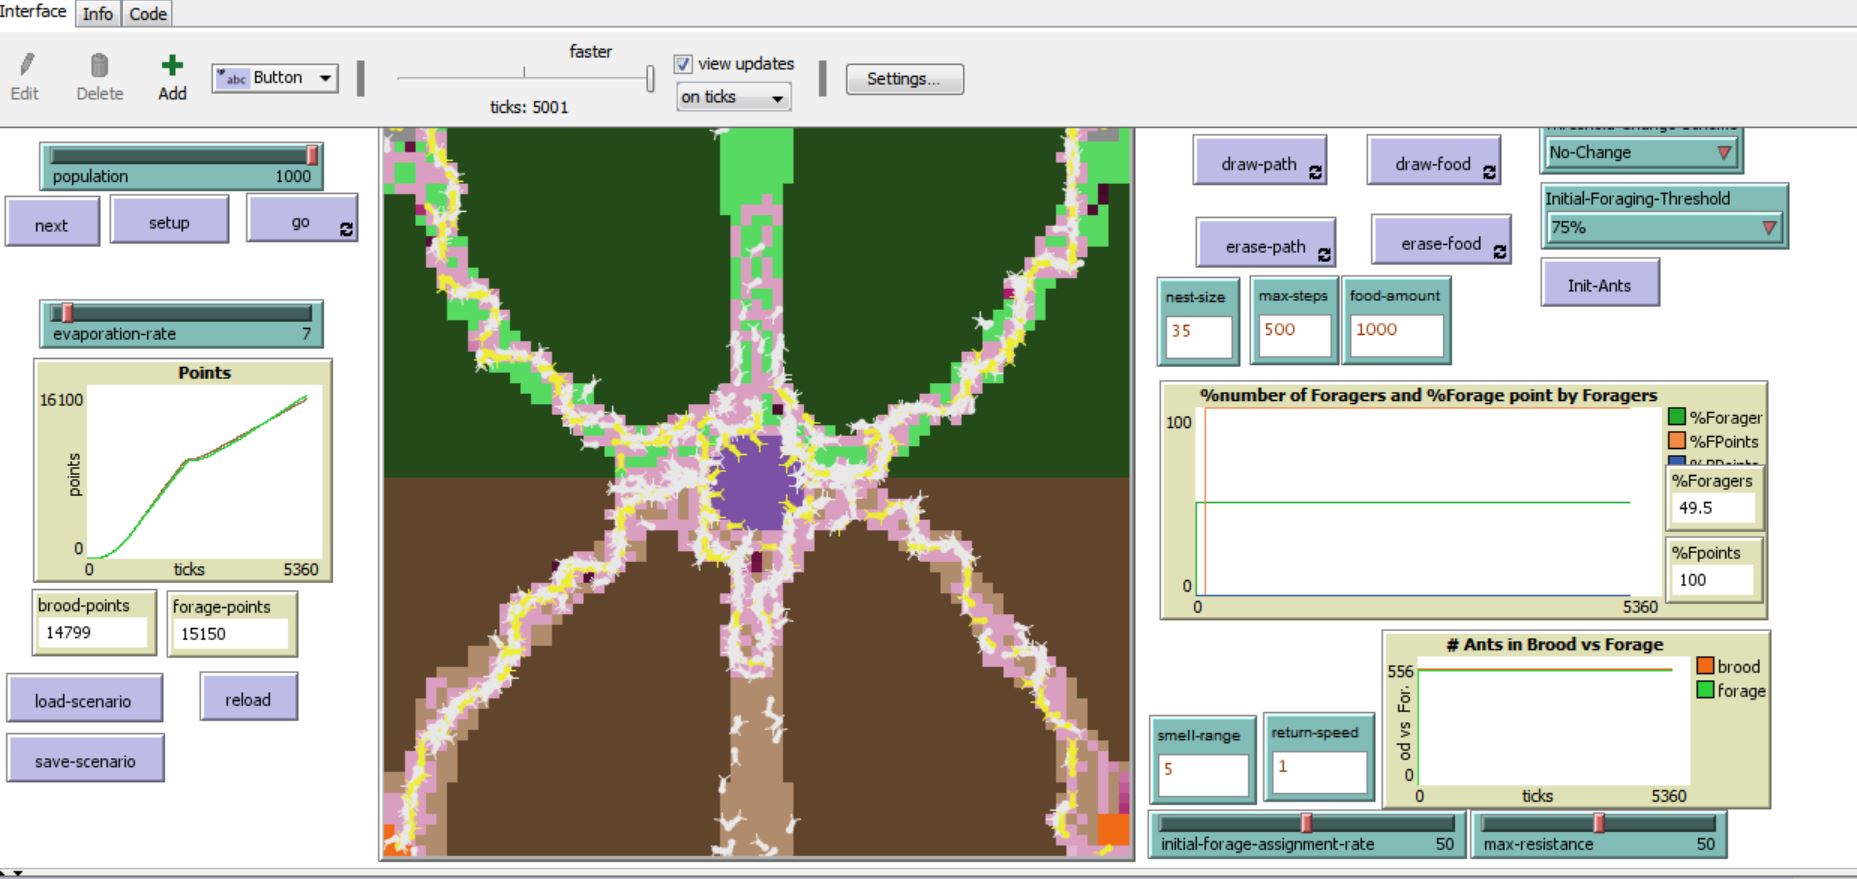 Interface
Info
Code
Edit
Delete
Add
abc
Button
faster
ticks: 5001
view updates
on ticks
Settings...
population
1000
next
setup
go
evaporation-rate
7
Points
16100
points
0
0
ticks
5360
brood-points
14799
forage-points
15150
load-scenario
reload
save-scenario
draw-path
draw-food
No-Change
Initial-Foraging-Threshold
75%
erase-path
erase-food
Init-Ants
nest-size
35
max-steps
500
food-amount
1000
%number of Foragers and %Forage point by Foragers
100
0
0
5360
%Forager
%FPoints
%Foragers
49.5
%Fpoints
100
# Ants in Brood vs Forage
556
od vs For.
0
0
ticks
5360
brood
forage
smell-range
5
return-speed
1
initial-forage-assignment-rate
50
max-resistance
50